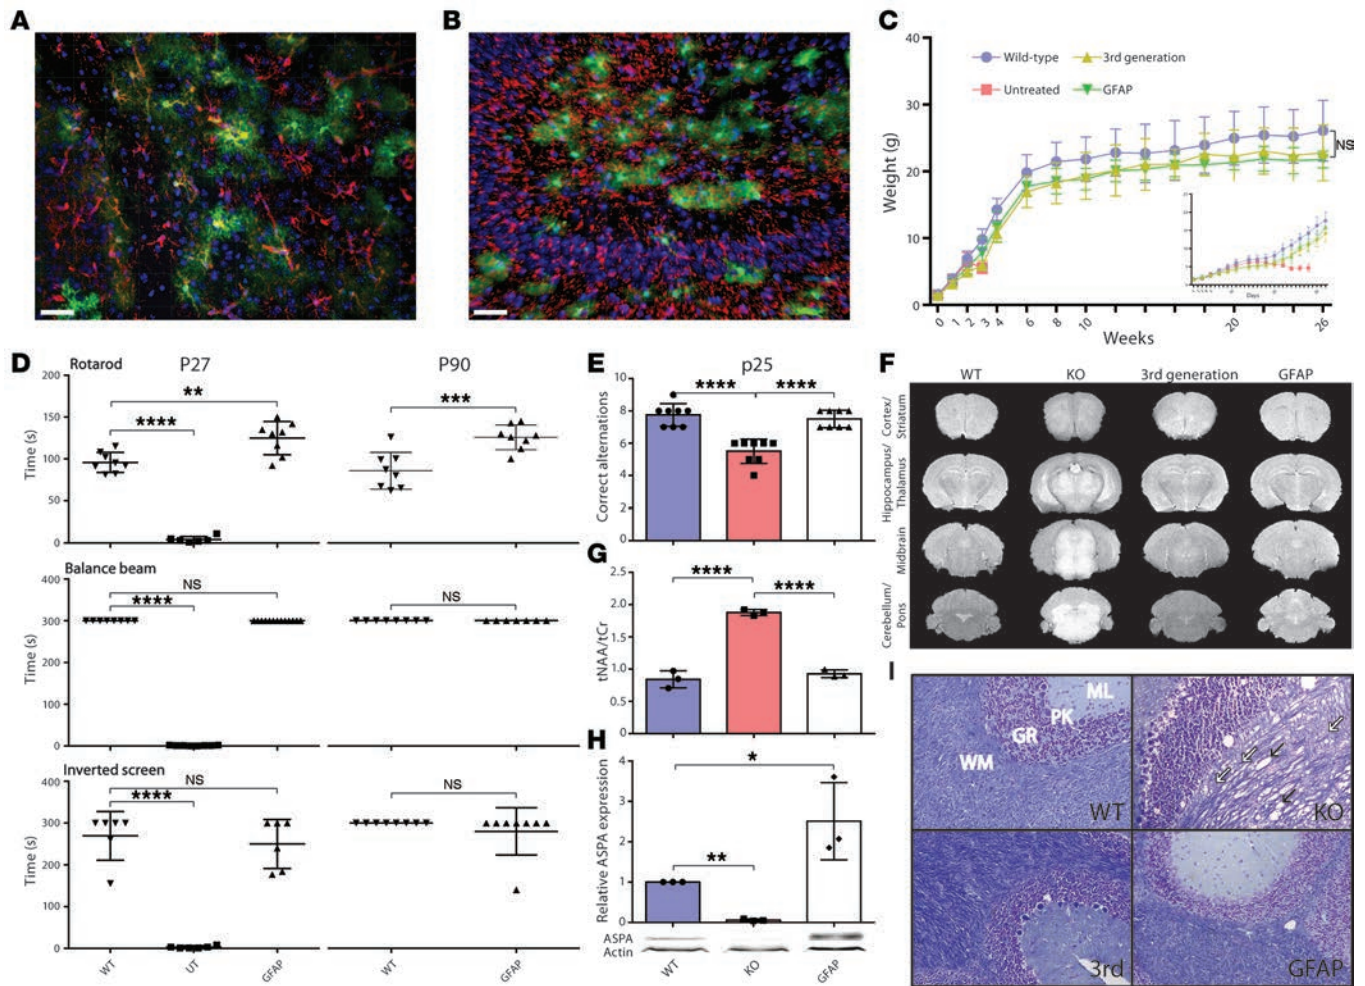 A
B
C
40
30
20
10
0
Weight (g)
Wild-type
3rd generation
Untreated
GFAP
NS
Days
0 1 2 3 4 6 8 10 20 26
Weeks
D
Rotarod
P27
P90
200
150
100
50
0
Time (s)
**
****
***
Balance beam
400
300
200
100
0
Time (s)
NS
****
NS
Inverted screen
400
300
200
100
0
Time (s)
NS
****
NS
WT UT GFAP WT GFAP
E
p25
10
8
6
4
2
0
Correct alternations
**** ****
G
2.5
2.0
1.5
1.0
0.5
tNAA/tCr
****
****
H
4
3
2
1
0
Relative ASPA expression
*
**
ASPA
Actin
WT KO GFAP
F
WT KO 3rd generation GFAP
Cortex/
Striatum
Hippocampus/
Thalamus
Midbrain
Cerebellum/
Pons
I
ML
PK
GR
WM
WT
KO
3rd
GFAP